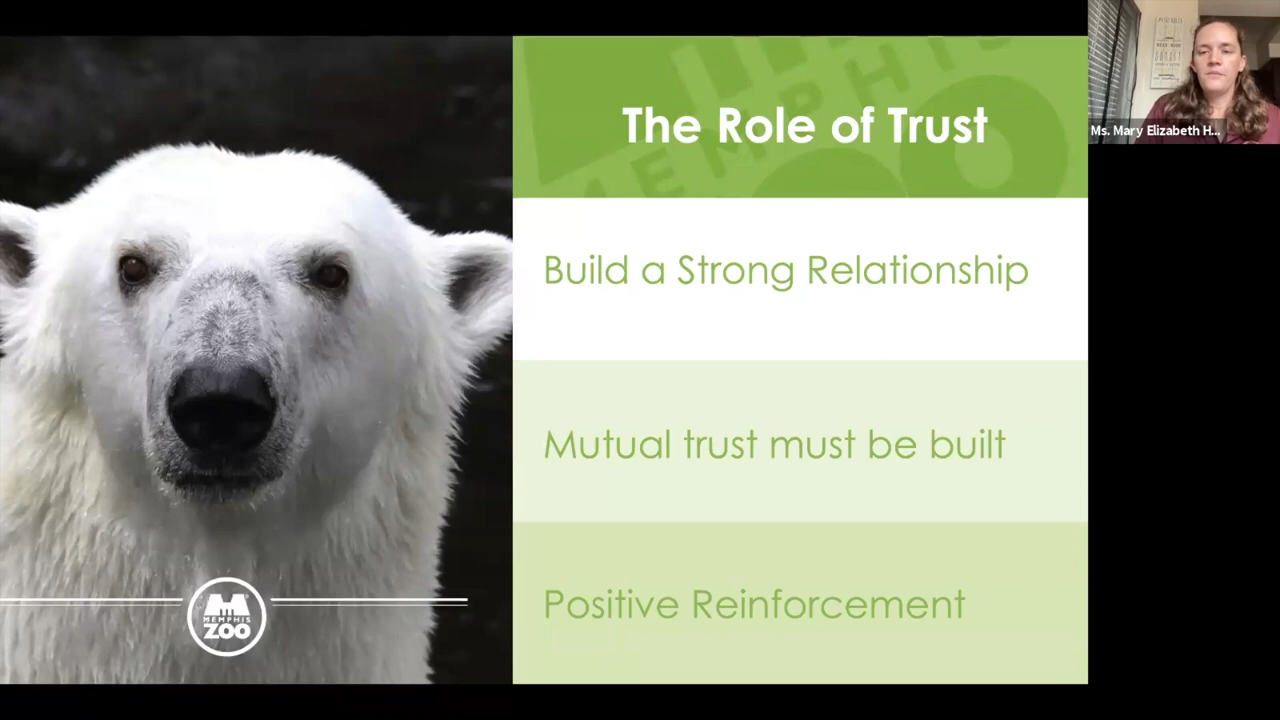 The Role of Trust
Ms. Mary Elizabeth H...
Build a Strong Relationship
Mutual trust must be built
Positive Reinforcement
MEMPHIS
ZOO